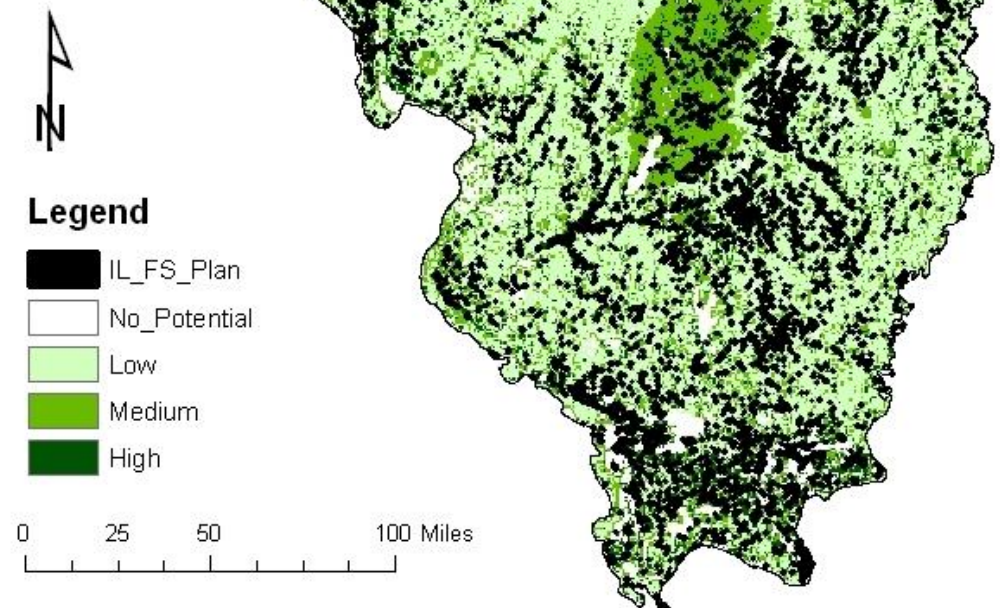 N
Legend
IL_FS_Plan
No_Potential
Low
Medium
High
0 25 50 100 Miles